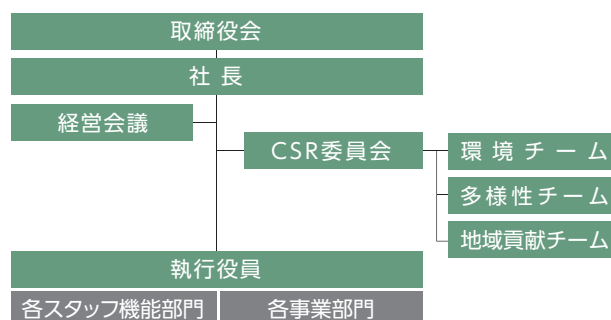 取締役会
社 長
経営会議
CSR委員会
環 境 チ ー ム
多様性チーム
地域貢献チーム
執行役員
各スタッフ機能部門
各事業部門